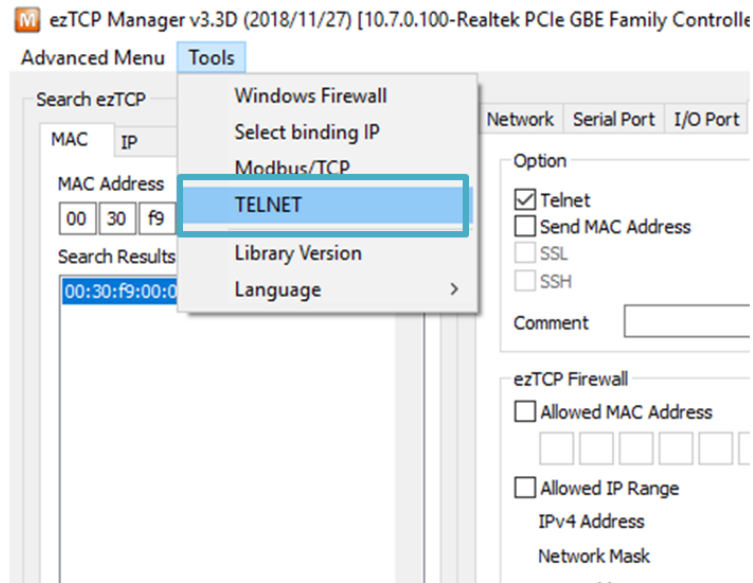 M ezTCP Manager v3.3D (2018/11/27) [10.7.0.100-Realtek PCIe GBE Family
Advanced Menu Tools
Windows Firewall
Select binding IP
Modbus/TCP
TELNET
Library Version
Language >
Search ezTCP
MAC IP
MAC Address
00 30 f9
Search Results
00:30:f9:00:0
Network Serial Port I/O Port
Option
Telnet
Send MAC Address
SSL
SSH
Comment
ezTCP Firewall
Allowed MAC Address
Allowed IP Range
IPv4 Address
Network Mask